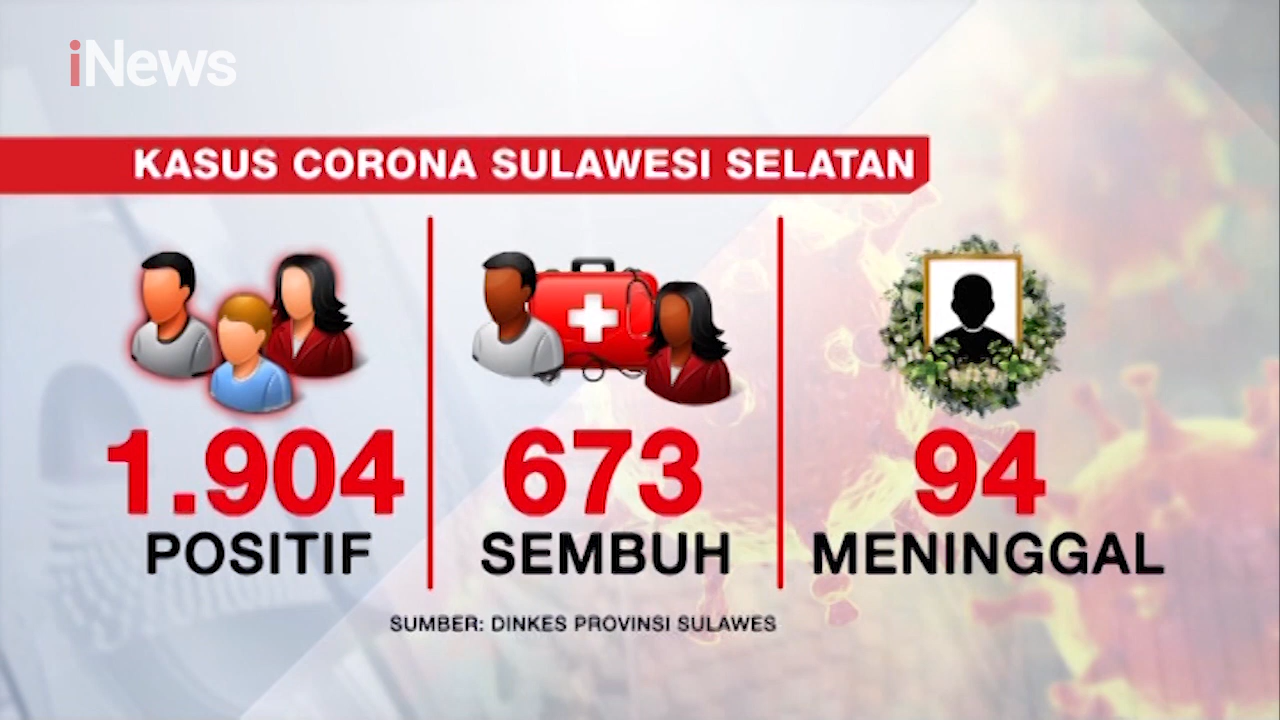 iNews
KASUS CORONA SULAWESI SELATAN
1.904
POSITIF
673
SEMBUH
94
MENINGGAL
SUMBER: DINKES PROVINSI SULAWES